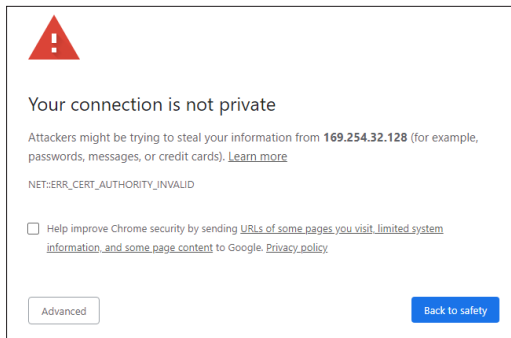 Your connection is not private
Attackers might be trying to steal your information from 169.254.32.128 (for example,
passwords, messages, or credit cards). Learn more
NET::ERR_CERT_AUTHORITY_INVALID
Help improve Chrome security by sending URLs of some pages you visit, limited system
information, and some page content to Google. Privacy policy
Advanced
Back to safety